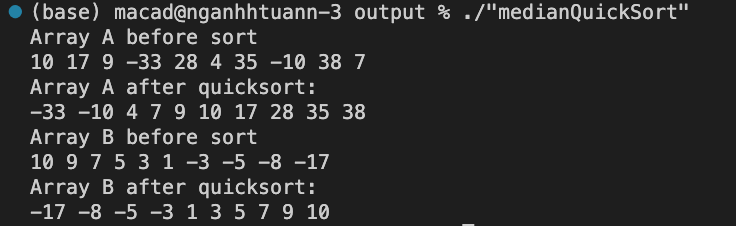 (base) macad@nganhhtuann-3 output % ./"medianQuickSort"
Array A before sort
10 17 9 -33 28 4 35 -10 38 7
Array A after quicksort:
-33 -10 4 7 9 10 17 28 35 38
Array B before sort
10 9 7 5 3 1 -3 -5 -8 -17
Array B after quicksort:
-17 -8 -5 -3 1 3 5 7 9 10